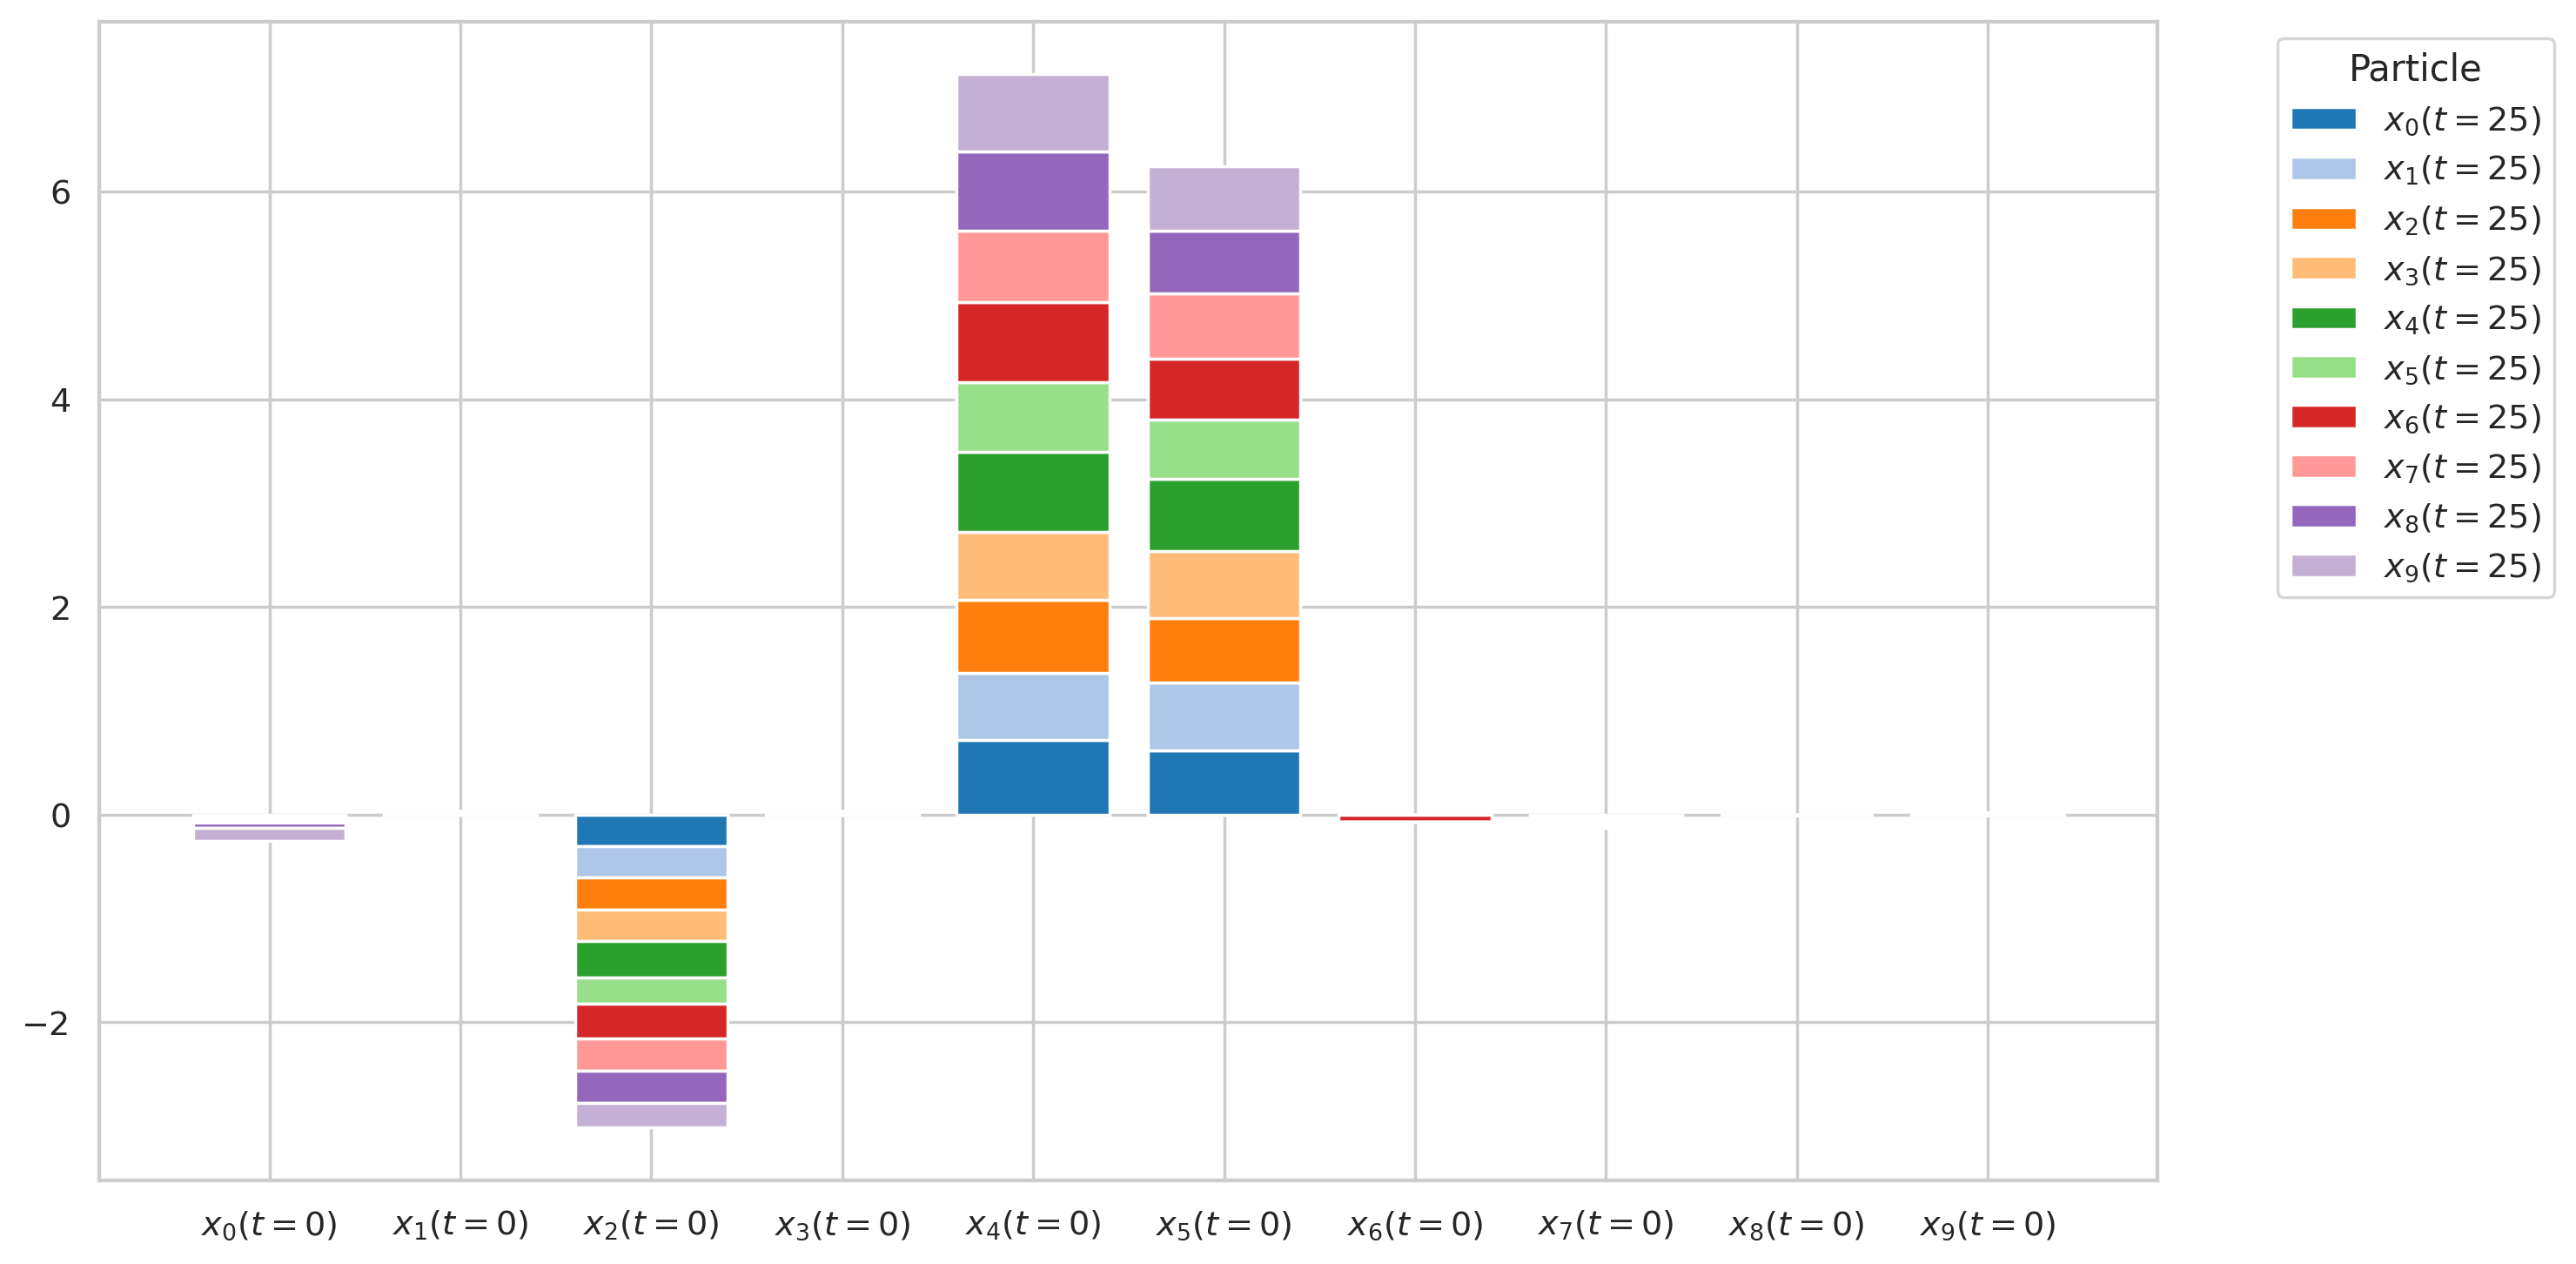 6
4
2
0
−2
x₀(t = 0) x₁(t = 0) x₂(t = 0) x₃(t = 0) x₄(t = 0) x₅(t = 0) x₆(t = 0) x₇(t = 0) x₈(t = 0) x₉(t = 0)
Particle
x₀(t = 25)
x₁(t = 25)
x₂(t = 25)
x₃(t = 25)
x₄(t = 25)
x₅(t = 25)
x₆(t = 25)
x₇(t = 25)
x₈(t = 25)
x₉(t = 25)